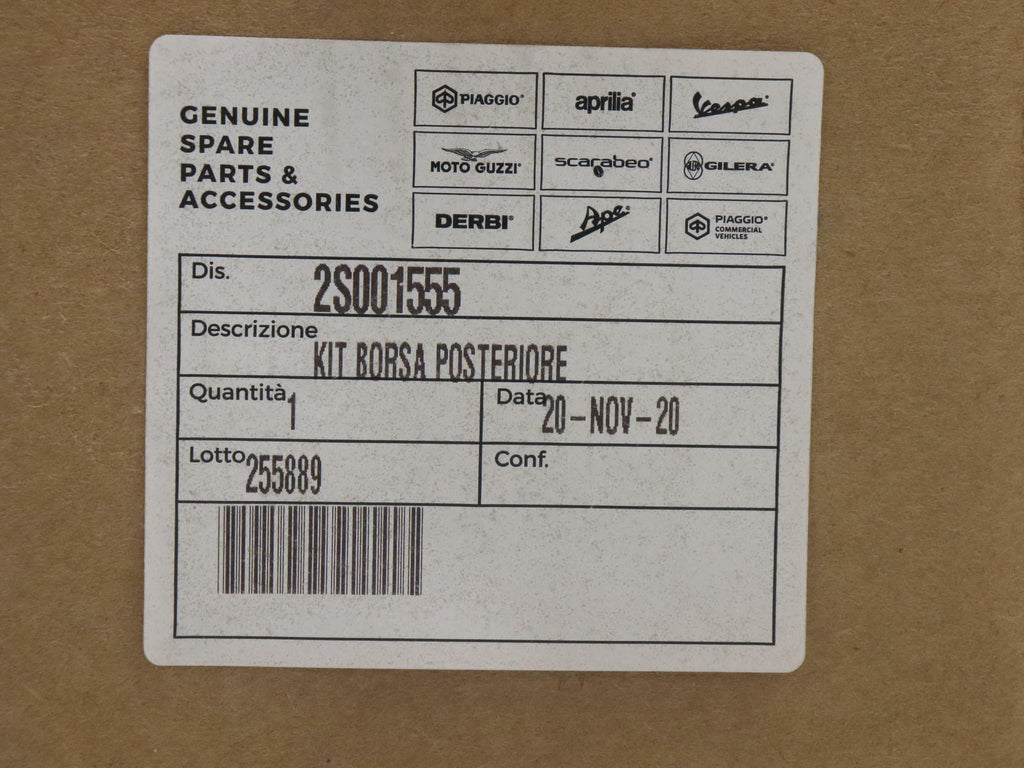 GENUINE
SPARE
PARTS &
ACCESSORIES
PIAGGIO®
aprilia®
Vespa®
MOTO GUZZI®
scarabeo®
GILERA®
DERBI®
Ape®
PIAGGIO®
COMMERCIAL
VEHICLES
Dis. 2S001555
Descrizione
KIT BORSA POSTERIORE
Quantità 1
Data 20-NOV-20
Lotto 255889
Conf.